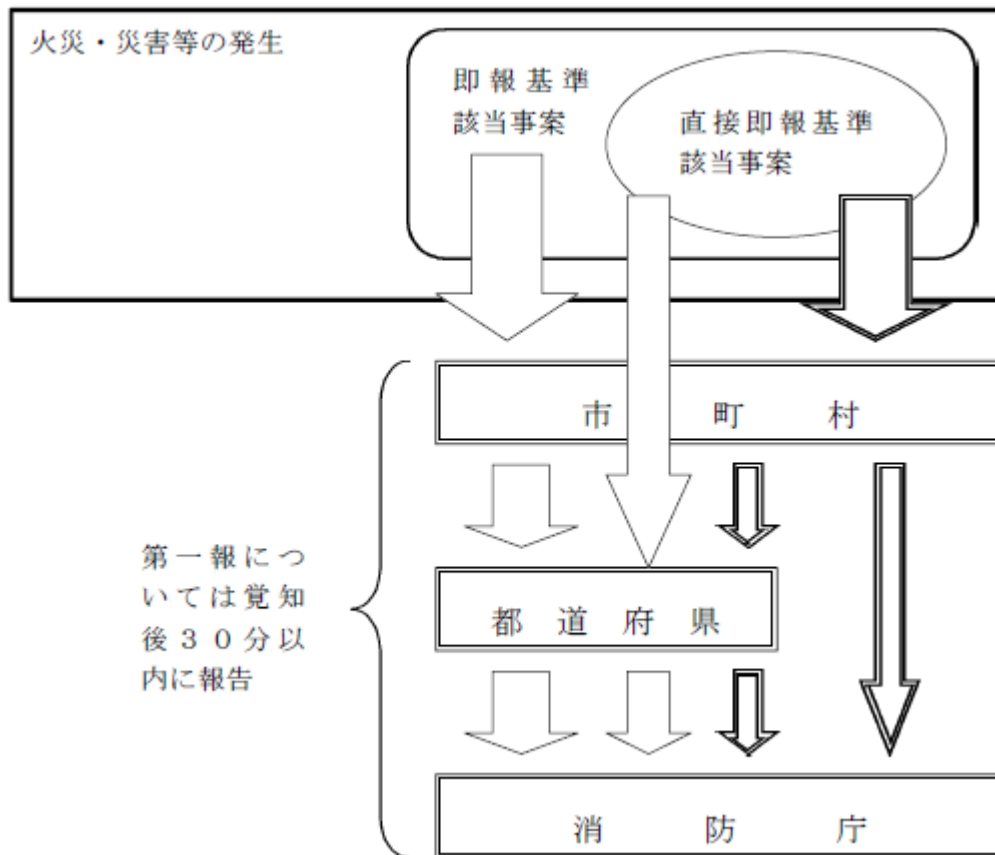 火災・災害等の発生
即報基準
該当事案
直接即報基準
該当事案
市町村
第一報につ
いては覚知
後３０分以
内に報告
都道府県
消防庁